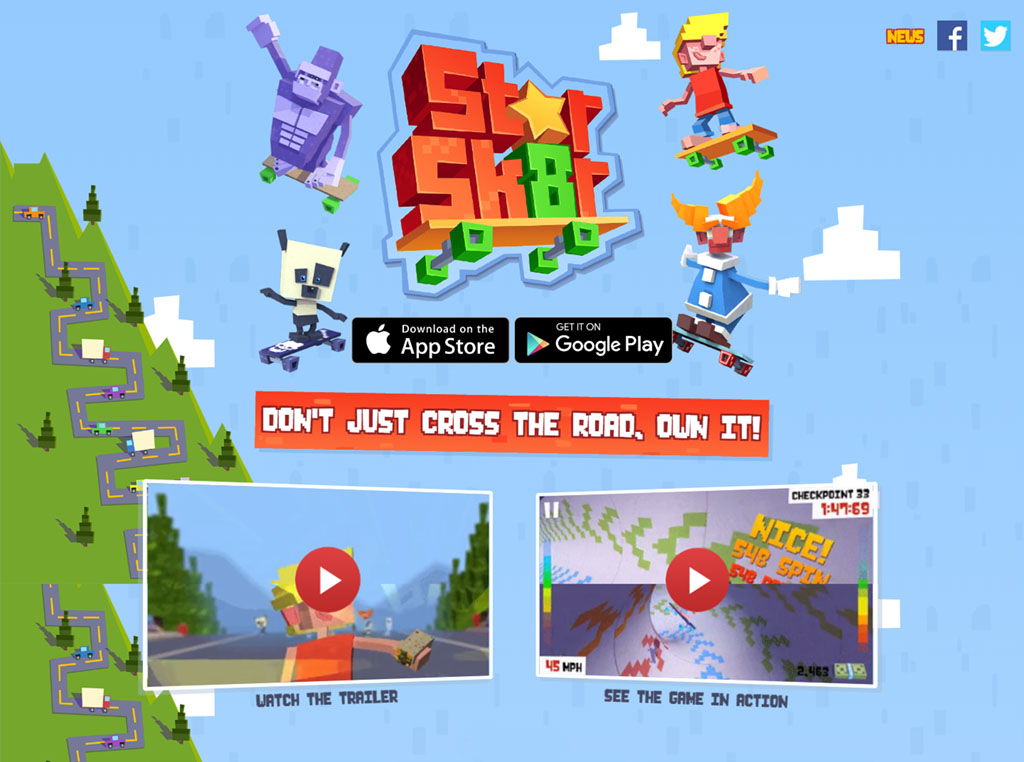 NEWS
Star
Sk8r
Download on the
App Store
GET IT ON
Google Play
DON'T JUST CROSS THE ROAD, OWN IT!
CHECKPOINT 33
1:47:69
NICE!
540 SPIN
45 MPH
2,463
WATCH THE TRAILER
SEE THE GAME IN ACTION